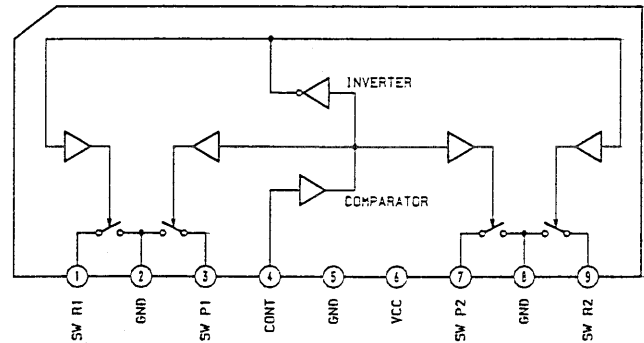 INVERTER
COMPARATOR
1 2 3 4 5 6 7 8 9
SW R1
GND
SW P1
CONT
GND
VCC
SW P2
GND
SW R2